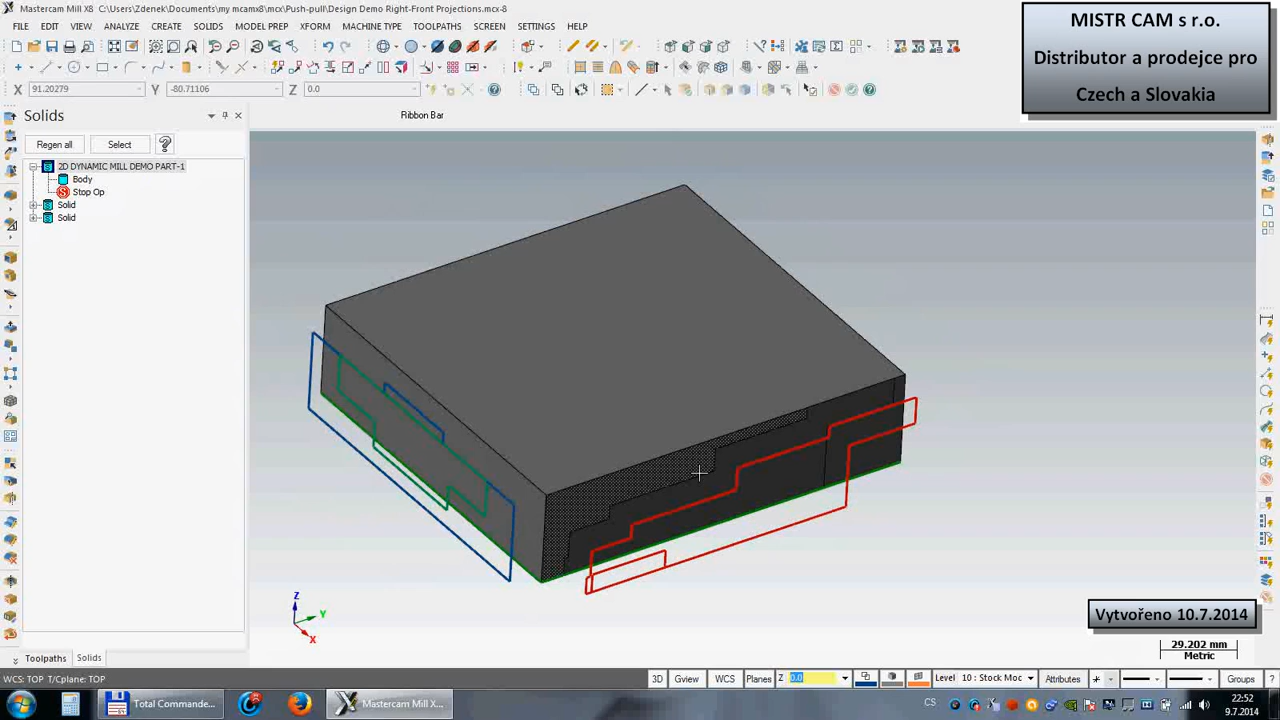 Mastercam Mill X8 C:\Users\Zdenek\Documents\my mcamx8\mcx\Push-pull\Design Demo Right-Front Projections.mcx-8
FILE EDIT VIEW ANALYZE CREATE SOLIDS MODEL PREP XFORM MACHINE TYPE TOOLPATHS SCREEN SETTINGS HELP
X 91.20279 Y -80.71106 Z 0.0
Ribbon Bar
MISTR CAM s r.o.
Distributor a prodejce pro
Czech a Slovakia
Solids
Regen all Select ?
2D DYNAMIC MILL DEMO PART-1
Body
Stop Op
Solid
Solid
Z
Y
X
Vytvořeno 10.7.2014
29.202 mm
Metric
Toolpaths Solids
WCS: TOP T/Cplane: TOP 3D Gview WCS Planes Z 0.0 Level 10 : Stock Moc Attributes Groups ?
Total Commande... Mastercam Mill X... CS 22:52
9.7.2014